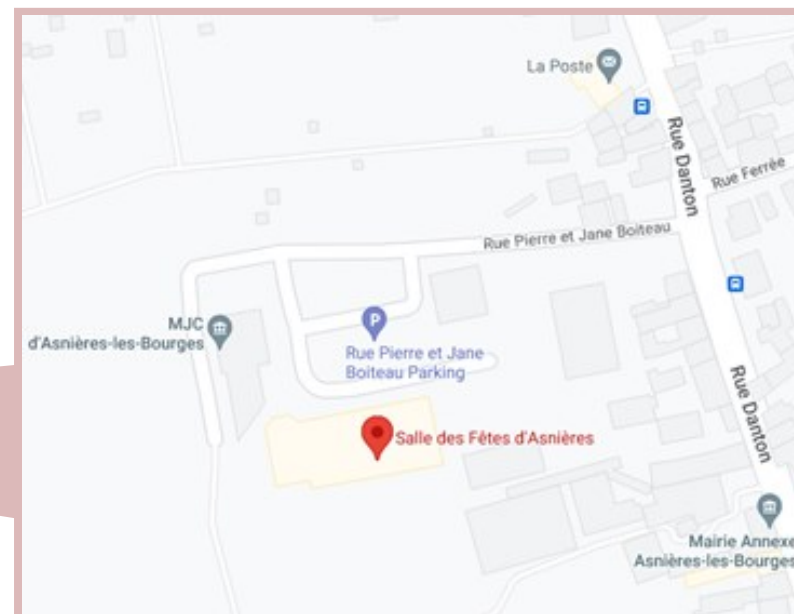 La Poste
Rue Danton
Rue Ferrée
Rue Pierre et Jane Boiteau
MJC
d'Asnières-les-Bourges
P
Rue Pierre et Jane
Boiteau Parking
Rue Danton
Salle des Fêtes d'Asnières
Mairie Annexe
Asnières-les-Bourges